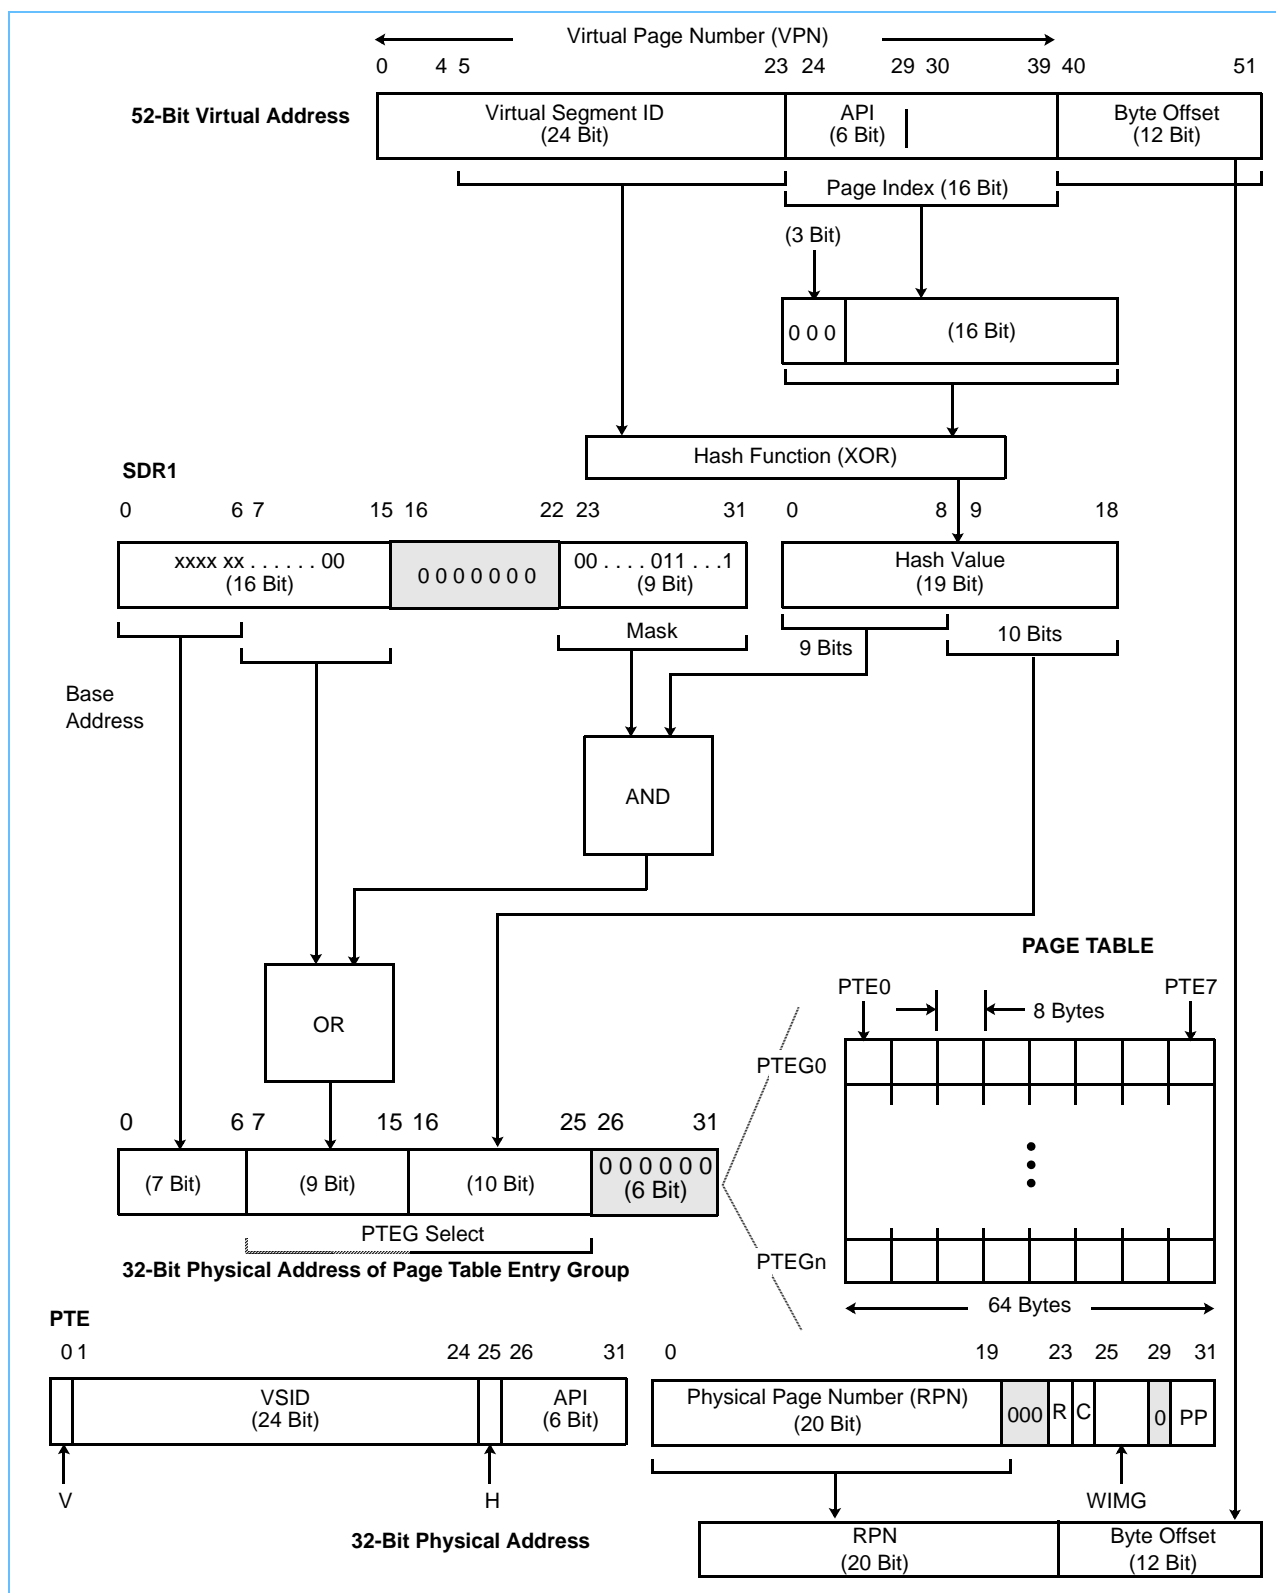 Virtual Page Number (VPN)
0 4 5 23 24 29 30 39 40 51
52-Bit Virtual Address
Virtual Segment ID
(24 Bit)
API
(6 Bit)
Byte Offset
(12 Bit)
Page Index (16 Bit)
(3 Bit)
0 0 0
(16 Bit)
Hash Function (XOR)
SDR1
0 6 7 15 16 22 23 31
0 8 9 18
xxxx xx . . . . . . 00
(16 Bit)
0 0 0 0 0 0 0
00 . . . . 011 . . .1
(9 Bit)
Hash Value
(19 Bit)
Mask
9 Bits
10 Bits
Base
Address
AND
PAGE TABLE
OR
PTE0
8 Bytes
PTE7
PTEG0
0 6 7 15 16 25 26 31
(7 Bit)
(9 Bit)
(10 Bit)
0 0 0 0 0 0
(6 Bit)
PTEG Select
PTEGn
32-Bit Physical Address of Page Table Entry Group
64 Bytes
PTE
0 1 24 25 26 31
0 19 23 25 29 31
VSID
(24 Bit)
API
(6 Bit)
Physical Page Number (RPN)
(20 Bit)
000
R
C
0
PP
V
H
WIMG
32-Bit Physical Address
RPN
(20 Bit)
Byte Offset
(12 Bit)